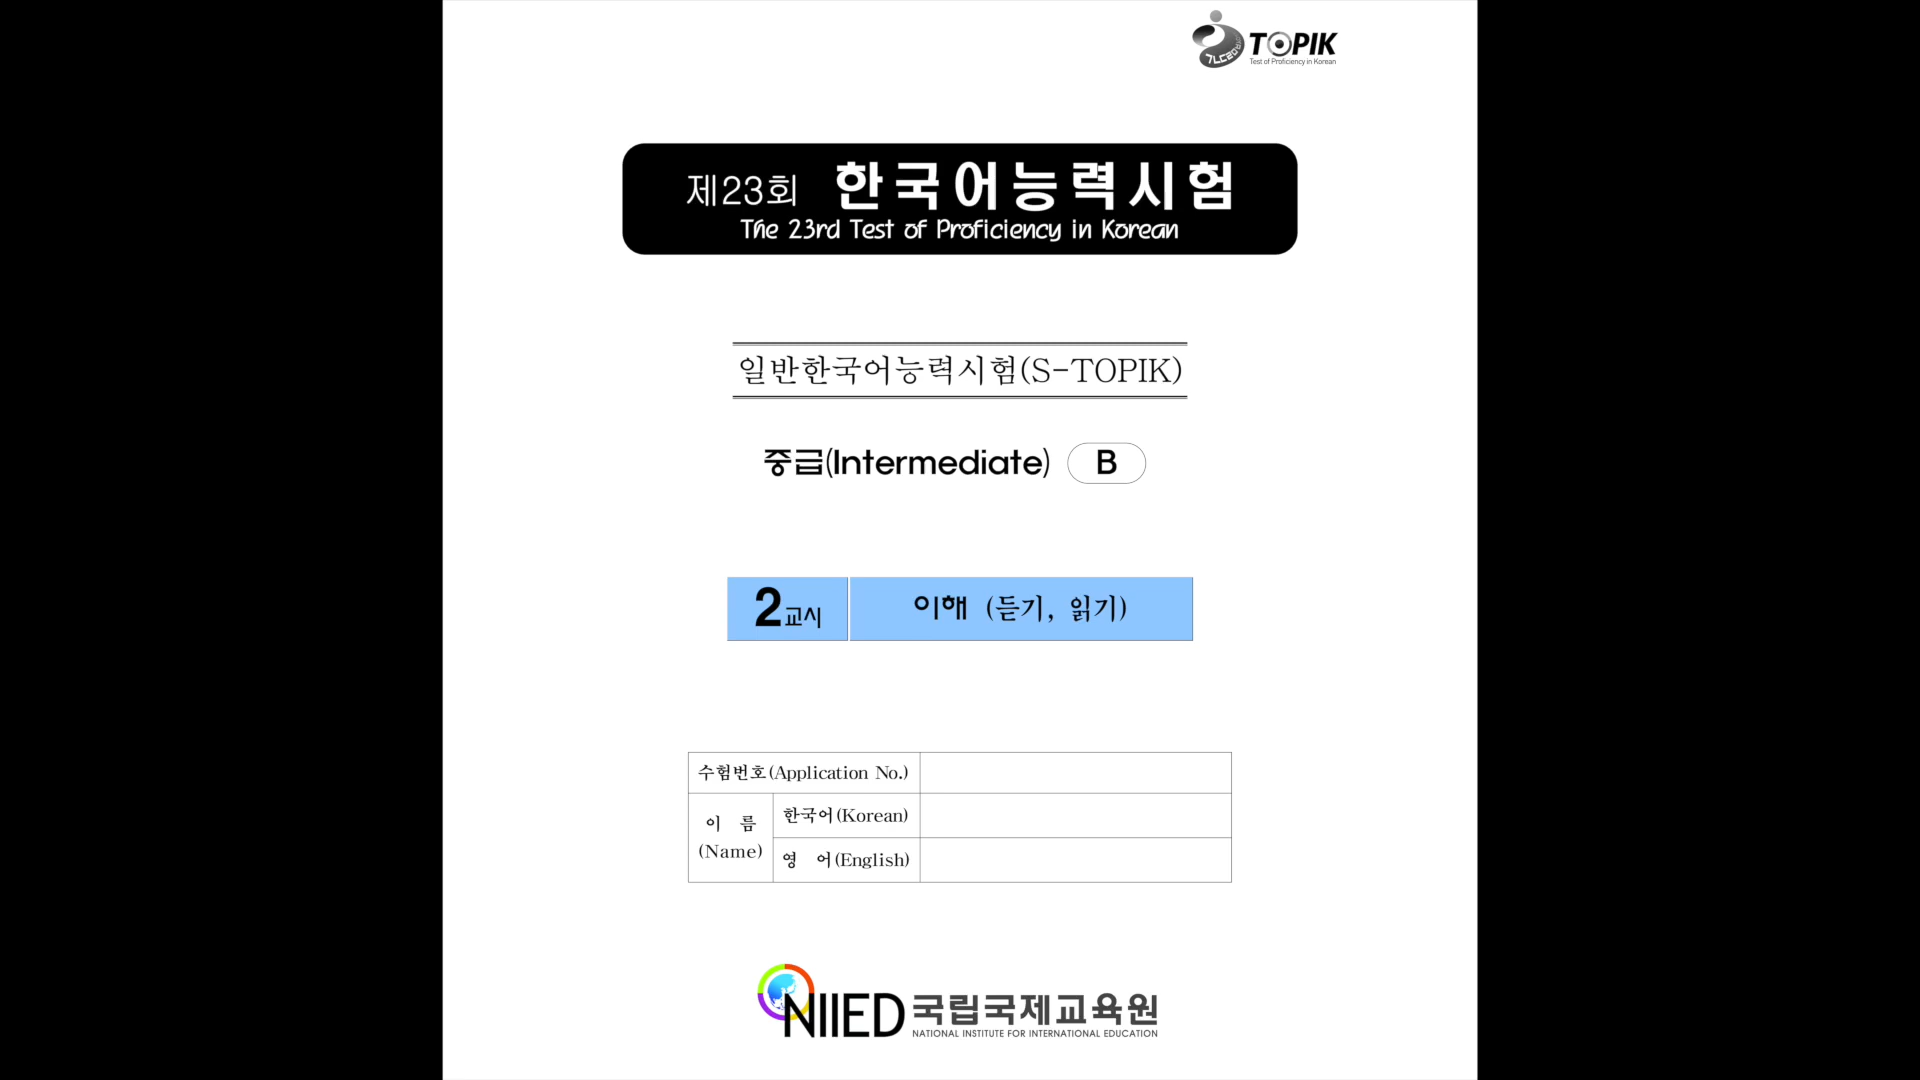 TOPIK
Test of Proficiency in Korean
제23회 한국어능력시험
The 23rd Test of Proficiency in Korean
일반한국어능력시험(S-TOPIK)
중급(Intermediate) B
2교시 이해 (듣기, 읽기)
수험번호(Application No.)
이 름
(Name)
한국어(Korean)
영 어(English)
NIIED 국립국제교육원
NATIONAL INSTITUTE FOR INTERNATIONAL EDUCATION